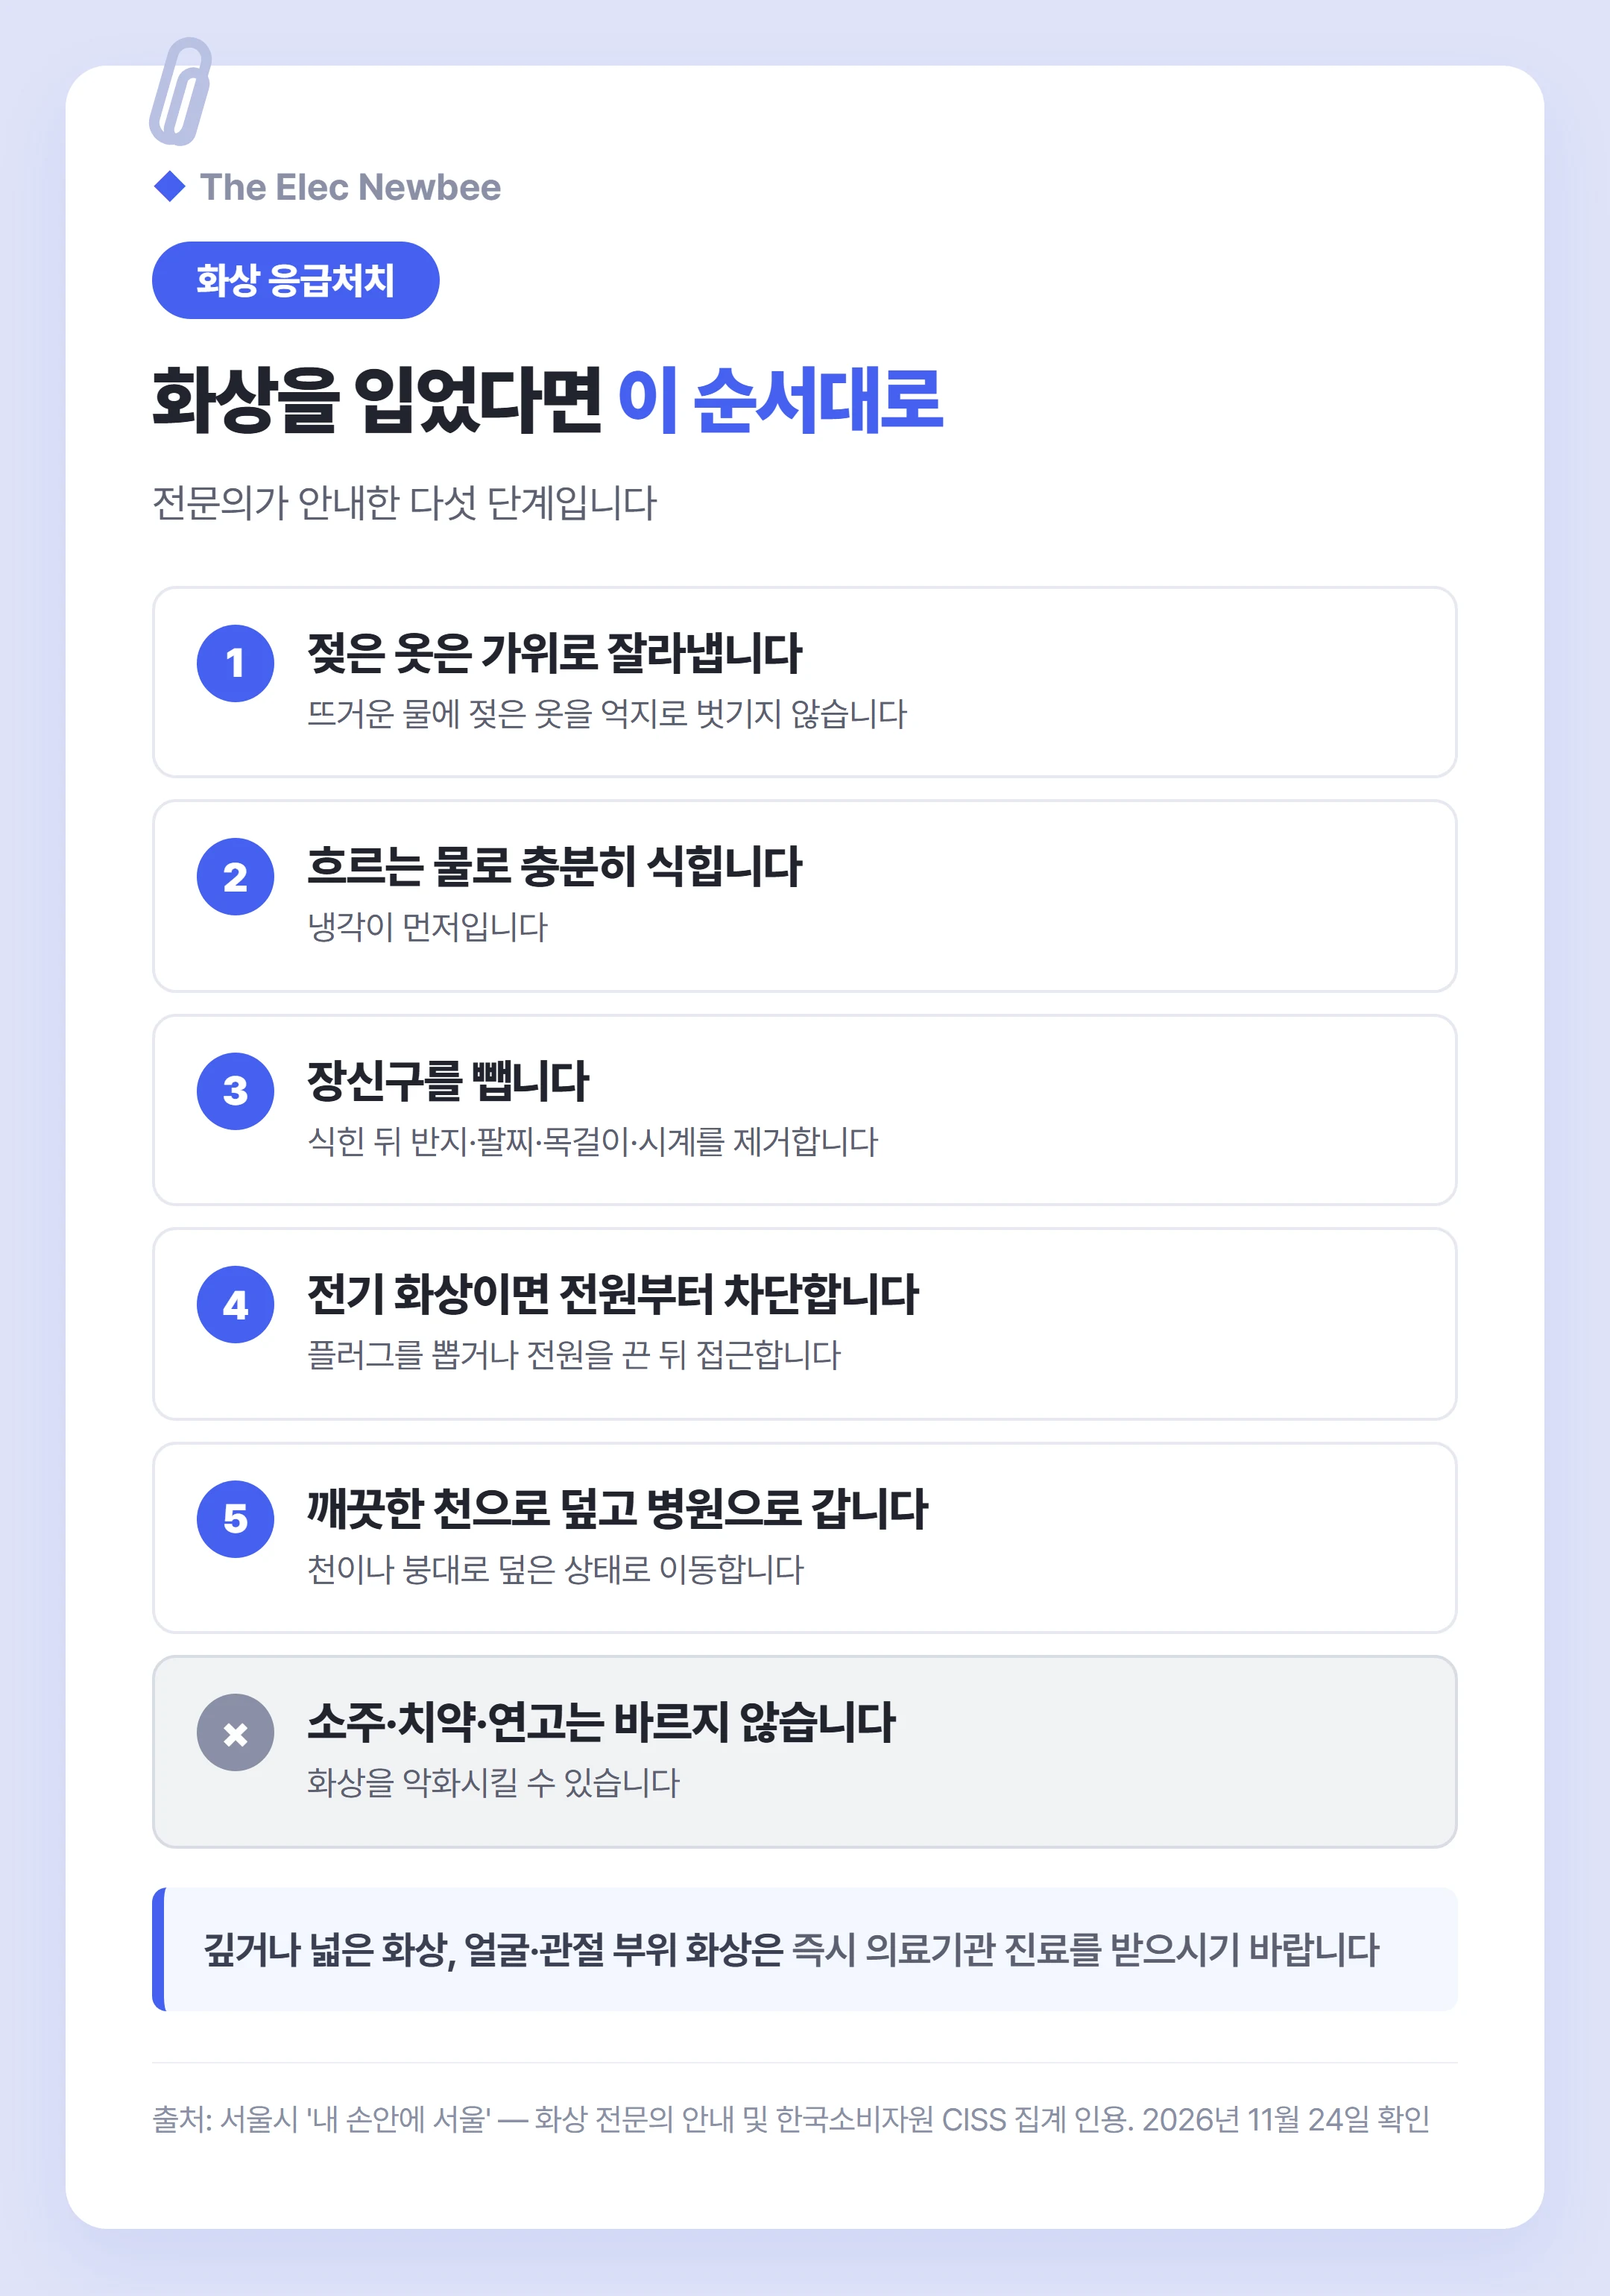 The Elec Newbee
화상 응급처치
화상을 입었다면 이 순서대로
전문의가 안내한 다섯 단계입니다
1
젖은 옷은 가위로 잘라냅니다
뜨거운 물에 젖은 옷을 억지로 벗기지 않습니다
2
흐르는 물로 충분히 식힙니다
냉각이 먼저입니다
3
장신구를 뺍니다
식힌 뒤 반지·팔찌·목걸이·시계를 제거합니다
4
전기 화상이면 전원부터 차단합니다
플러그를 뽑거나 전원을 끈 뒤 접근합니다
5
깨끗한 천으로 덮고 병원으로 갑니다
천이나 붕대로 덮은 상태로 이동합니다
×
소주·치약·연고는 바르지 않습니다
화상을 악화시킬 수 있습니다
깊거나 넓은 화상, 얼굴·관절 부위 화상은 즉시 의료기관 진료를 받으시기 바랍니다
출처: 서울시 '내 손안에 서울' — 화상 전문의 안내 및 한국소비자원 CISS 집계 인용. 2026년 11월 24일 확인